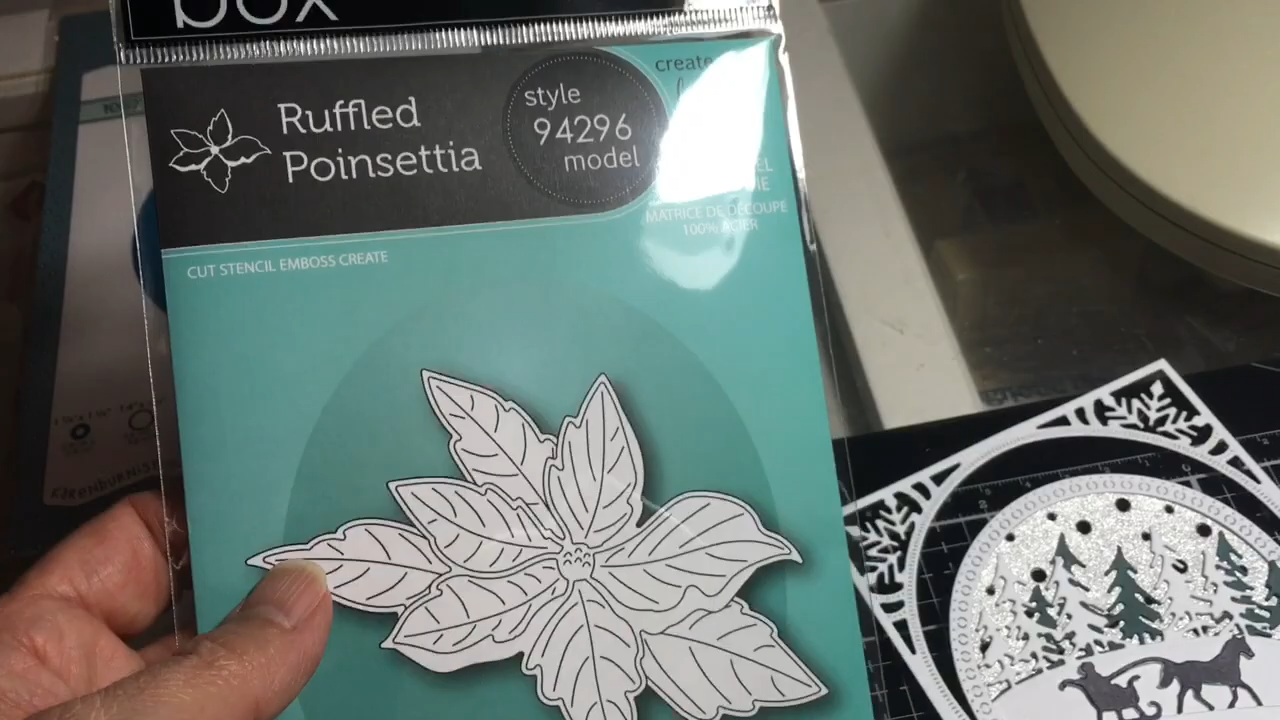 box
Ruffled
Poinsettia
style
94296
model
create
MATRICE DE DÉCOUPE
100% ACIER
CUT STENCIL EMBOSS CREATE